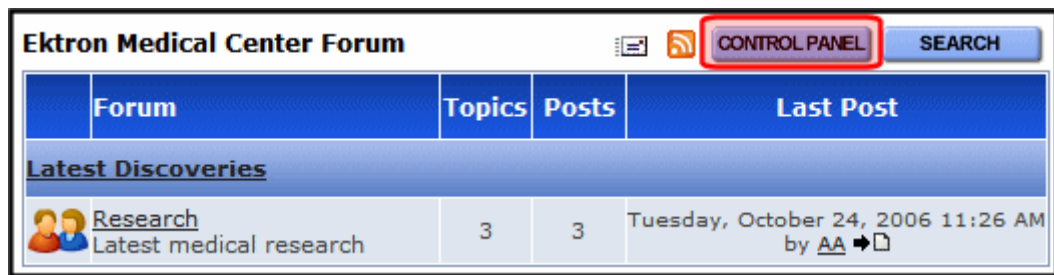 Ektron Medical Center Forum CONTROL PANEL SEARCH
Forum Topics Posts Last Post
Latest Discoveries
Research 3 3 Tuesday, October 24, 2006 11:26 AM
Latest medical research by AA